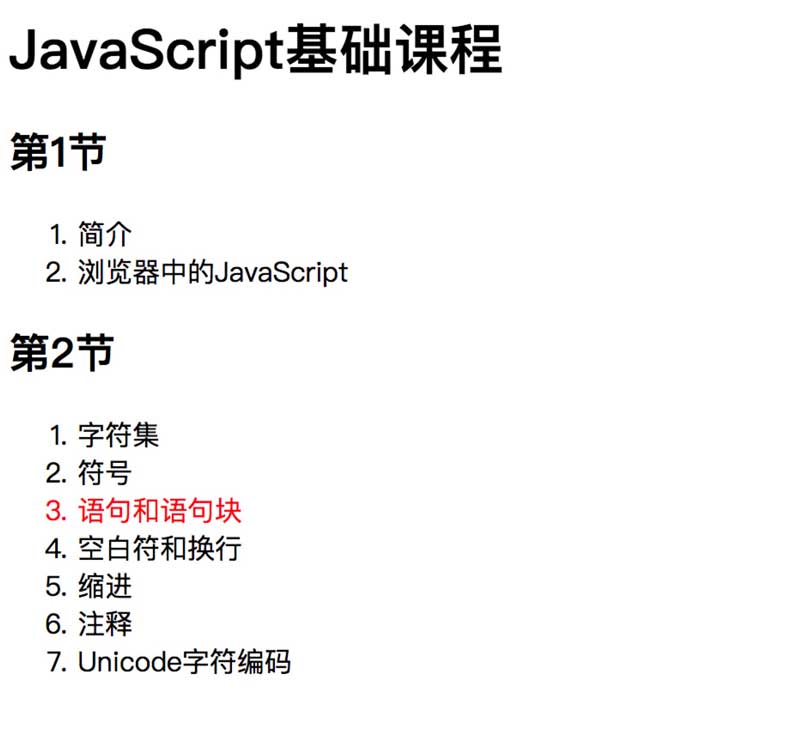 JavaScript基础课程
第1节
1. 简介
2. 浏览器中的JavaScript
第2节
1. 字符集
2. 符号
3. 语句和语句块
4. 空白符和换行
5. 缩进
6. 注释
7. Unicode字符编码